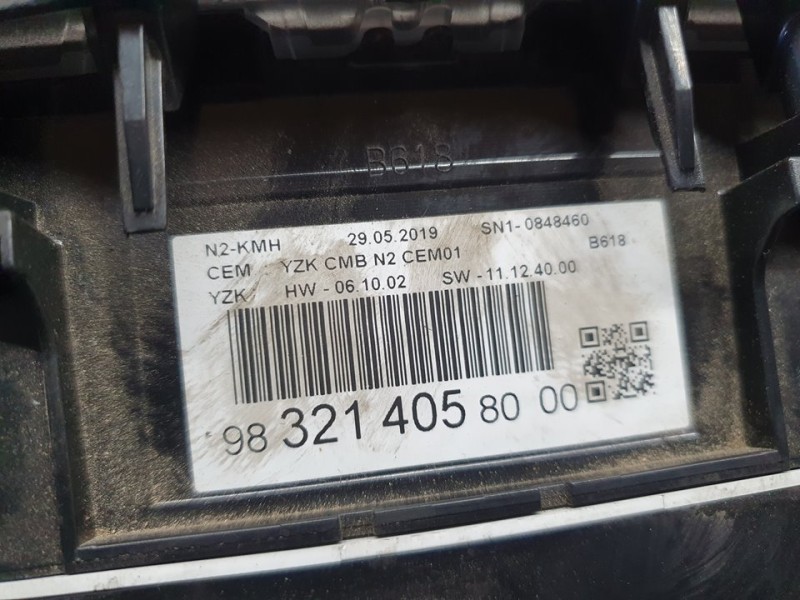 B618
N2-KMH 29.05.2019 SN1-0848460
CEM : YZK CMB N2 CEM01 B618
YZK HW - 06.10.02 SW -11.12.40.00
98 321 405 80 00